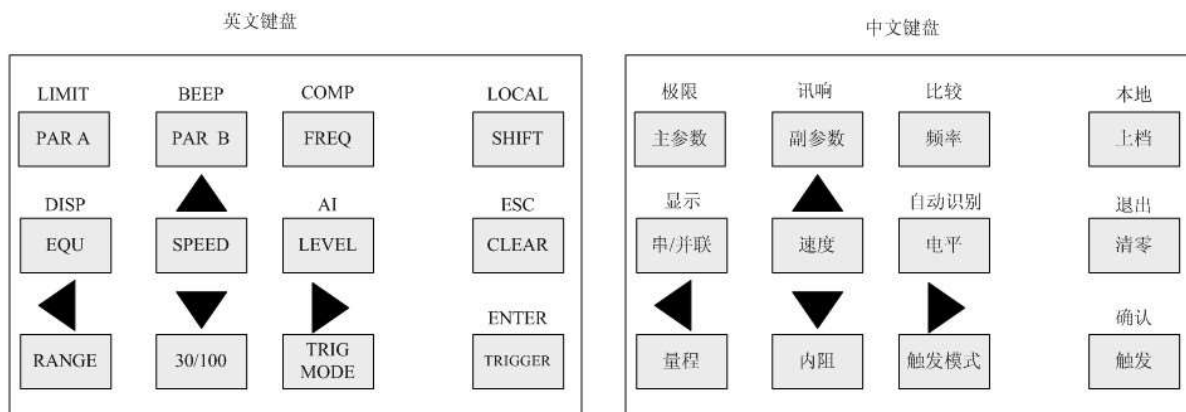 英文键盘
LIMIT BEEP COMP LOCAL
PAR A PAR B FREQ SHIFT
DISP AI ESC
EQU SPEED LEVEL CLEAR
ENTER
RANGE 30/100 TRIG MODE TRIGGER
中文键盘
极限 讯响 比较 本地
主参数 副参数 频率 上档
显示 自动识别 退出
串/并联 速度 电平 清零
确认
量程 内阻 触发模式 触发